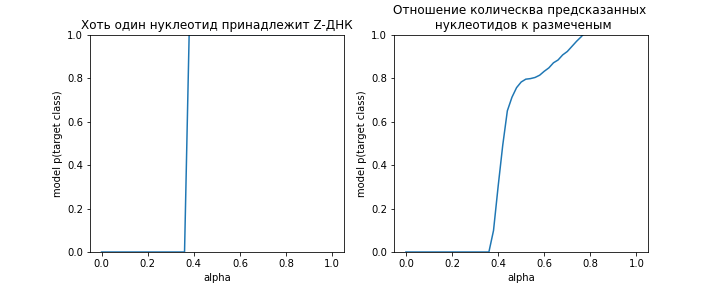 Хоть один нуклеотид принадлежит Z-ДНК
1.0
0.8
0.6
0.4
0.2
0.0
model p(target class)
0.0 0.2 0.4 0.6 0.8 1.0
alpha
Отношение колическва предсказанных
нуклеотидов к размеченым
1.0
0.8
0.6
0.4
0.2
0.0
model p(target class)
0.0 0.2 0.4 0.6 0.8 1.0
alpha